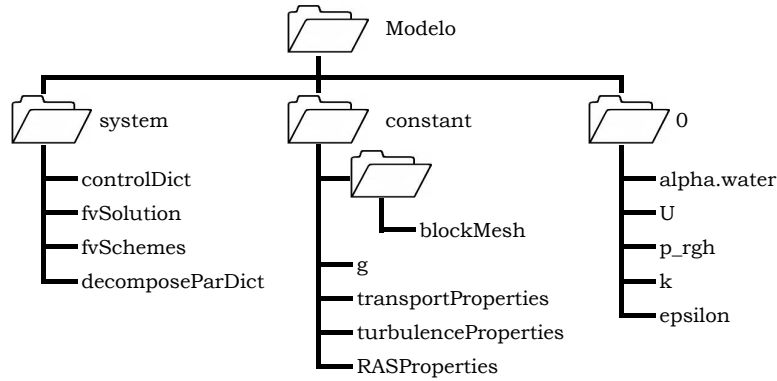 Modelo
system
controlDict
fvSolution
fvSchemes
decomposeParDict
constant
blockMesh
g
transportProperties
turbulenceProperties
RASProperties
0
alpha.water
U
p_rgh
k
epsilon